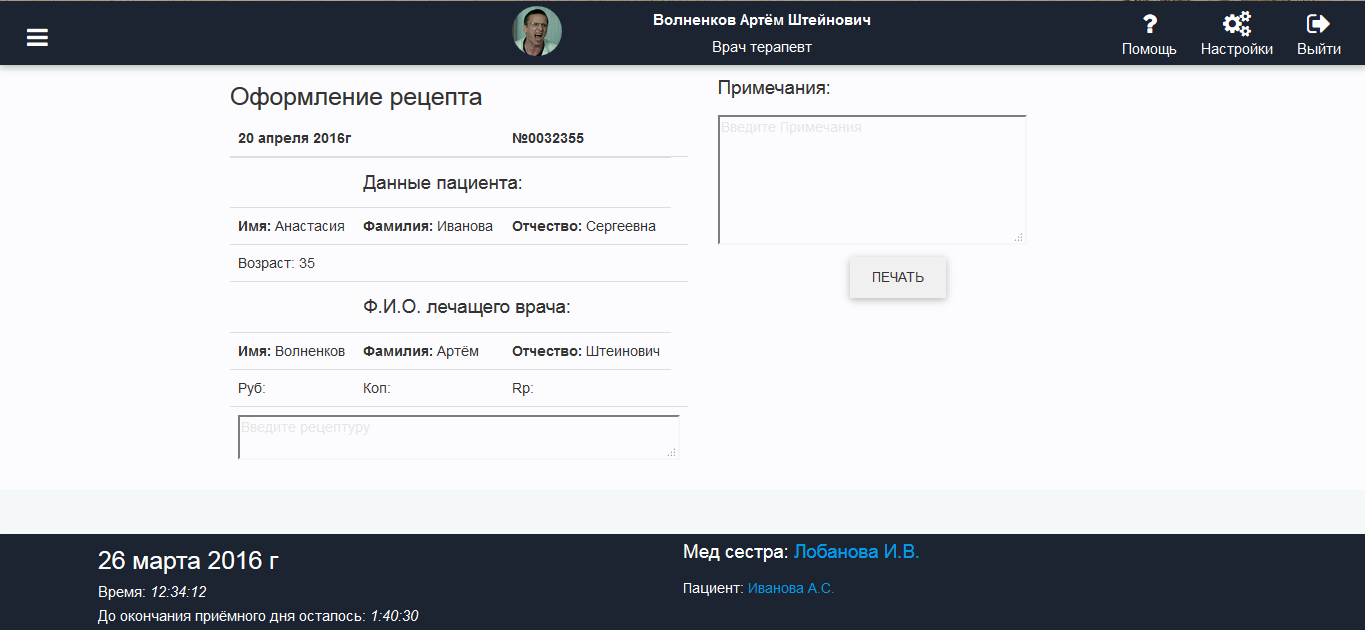 Волненков Артём Штейнович
Врач терапевт
Помощь
Настройки
Выйти
Оформление рецепта
20 апреля 2016г №0032355
Данные пациента:
Имя: Анастасия Фамилия: Иванова Отчество: Сергеевна
Возраст: 35
Ф.И.О. лечащего врача:
Имя: Волненков Фамилия: Артём Отчество: Штеинович
Руб: Коп: Rp:
Введите рецептуру
Примечания:
Введите Примечания
ПЕЧАТЬ
26 марта 2016 г
Время: 12:34:12
До окончания приёмного дня осталось: 1:40:30
Мед сестра: Лобанова И.В.
Пациент: Иванова А.С.